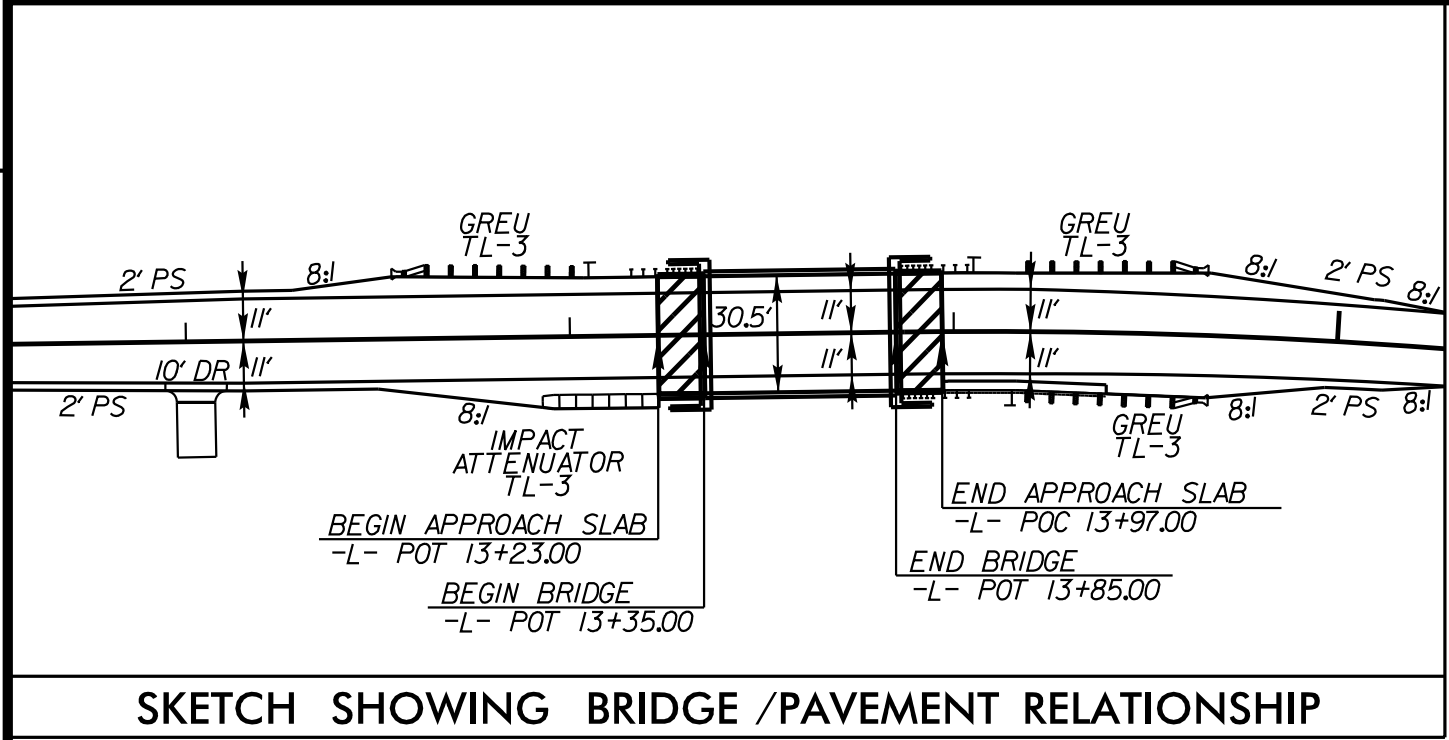 GREU
TL-3
GREU
TL-3
2' PS
8:1
8:1
2' PS
8:1
11'
30.5'
11'
11'
10' DR
11'
11'
11'
2' PS
8:1
IMPACT
ATTENUATOR
TL-3
GREU
TL-3
8:1
2' PS
8:1
BEGIN APPROACH SLAB
-L- POT 13+23.00
END APPROACH SLAB
-L- POC 13+97.00
BEGIN BRIDGE
-L- POT 13+35.00
END BRIDGE
-L- POT 13+85.00
SKETCH SHOWING BRIDGE /PAVEMENT RELATIONSHIP